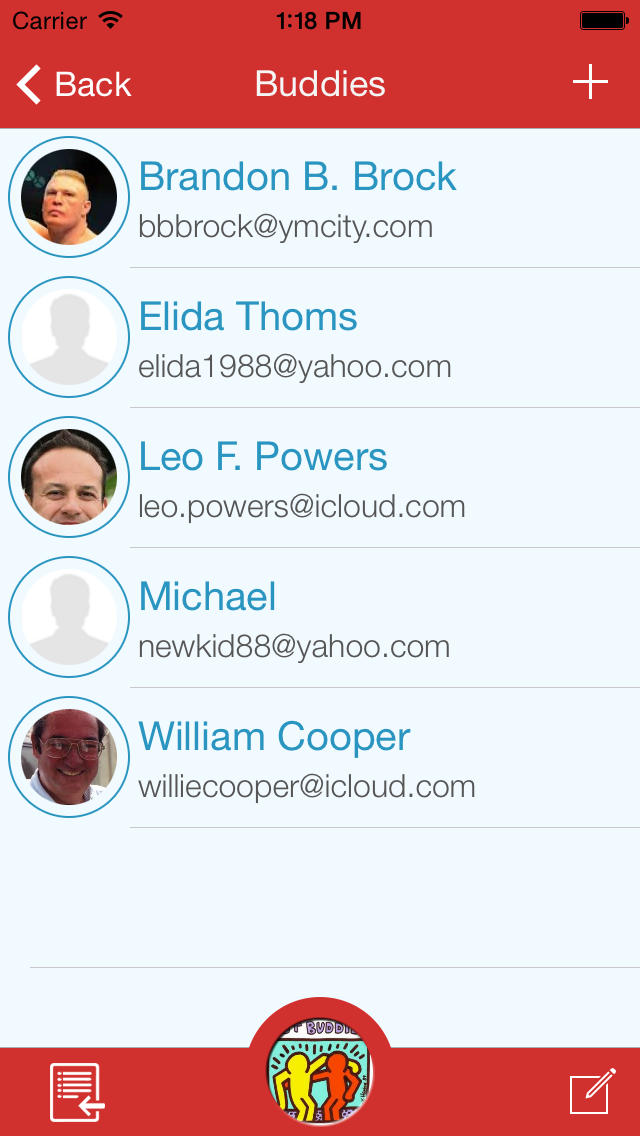 Carrier 1:18 PM
Back Buddies
Brandon B. Brock
bbbrock@ymcity.com
Elida Thoms
elida1988@yahoo.com
Leo F. Powers
leo.powers@icloud.com
Michael
newkid88@yahoo.com
William Cooper
williecooper@icloud.com
BUDDIE